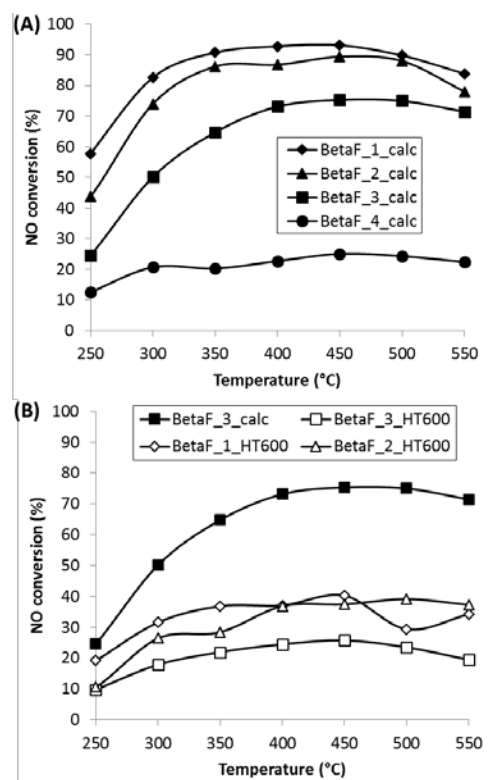 (A)
100
90
80
70
60
50
40
30
20
10
0
NO conversion (%)
BetaF_1_calc
BetaF_2_calc
BetaF_3_calc
BetaF_4_calc
250 300 350 400 450 500 550
Temperature (°C)
(B)
100
90
80
70
60
50
40
30
20
10
0
NO conversion (%)
BetaF_3_calc BetaF_3_HT600
BetaF_1_HT600 BetaF_2_HT600
250 300 350 400 450 500 550
Temperature (°C)